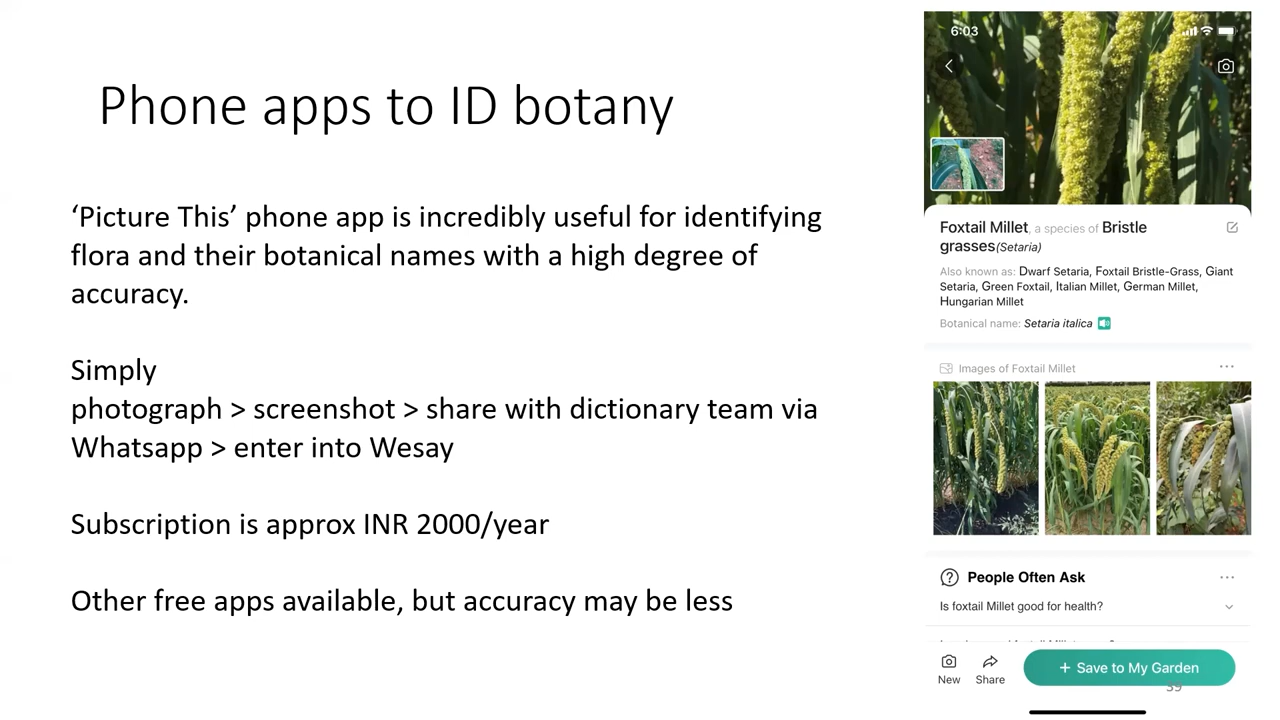 Phone apps to ID botany
‘Picture This’ phone app is incredibly useful for identifying
flora and their botanical names with a high degree of
accuracy.
Simply
photograph > screenshot > share with dictionary team via
Whatsapp > enter into Wesay
Subscription is approx INR 2000/year
Other free apps available, but accuracy may be less
6:03
Foxtail Millet, a species of Bristle
grasses(Setaria)
Also known as: Dwarf Setaria, Foxtail Bristle-Grass, Giant
Setaria, Green Foxtail, Italian Millet, German Millet,
Hungarian Millet
Botanical name: Setaria italica
Images of Foxtail Millet
People Often Ask
Is foxtail Millet good for health?
New
Share
+ Save to My Garden
39